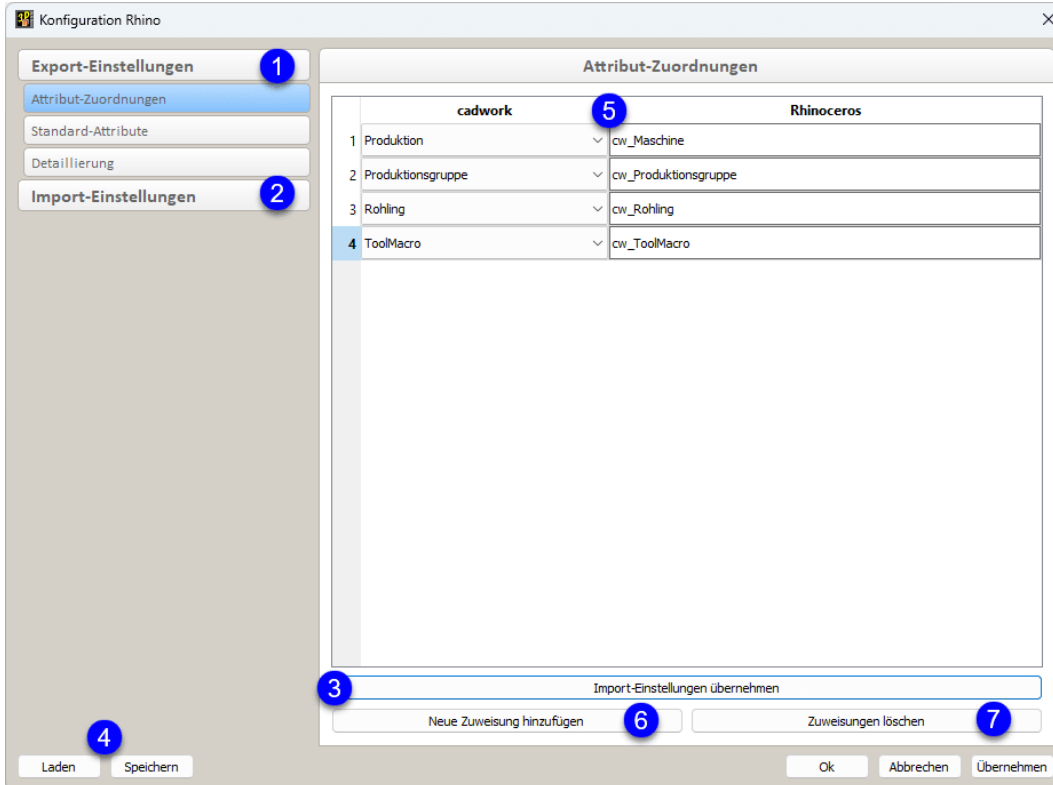 Konfiguration Rhino
Export-Einstellungen 1
Attribut-Zuordnungen
Standard-Attribute
Detaillierung
Import-Einstellungen 2
Attribut-Zuordnungen
cadwork 5 Rhinoceros
1 Produktion cw_Maschine
2 Produktionsgruppe cw_Produktionsgruppe
3 Rohling cw_Rohling
4 ToolMacro cw_ToolMacro
3 Import-Einstellungen übernehmen
Neue Zuweisung hinzufügen 6 Zuweisungen löschen 7
4
Laden Speichern Ok Abbrechen Übernehmen